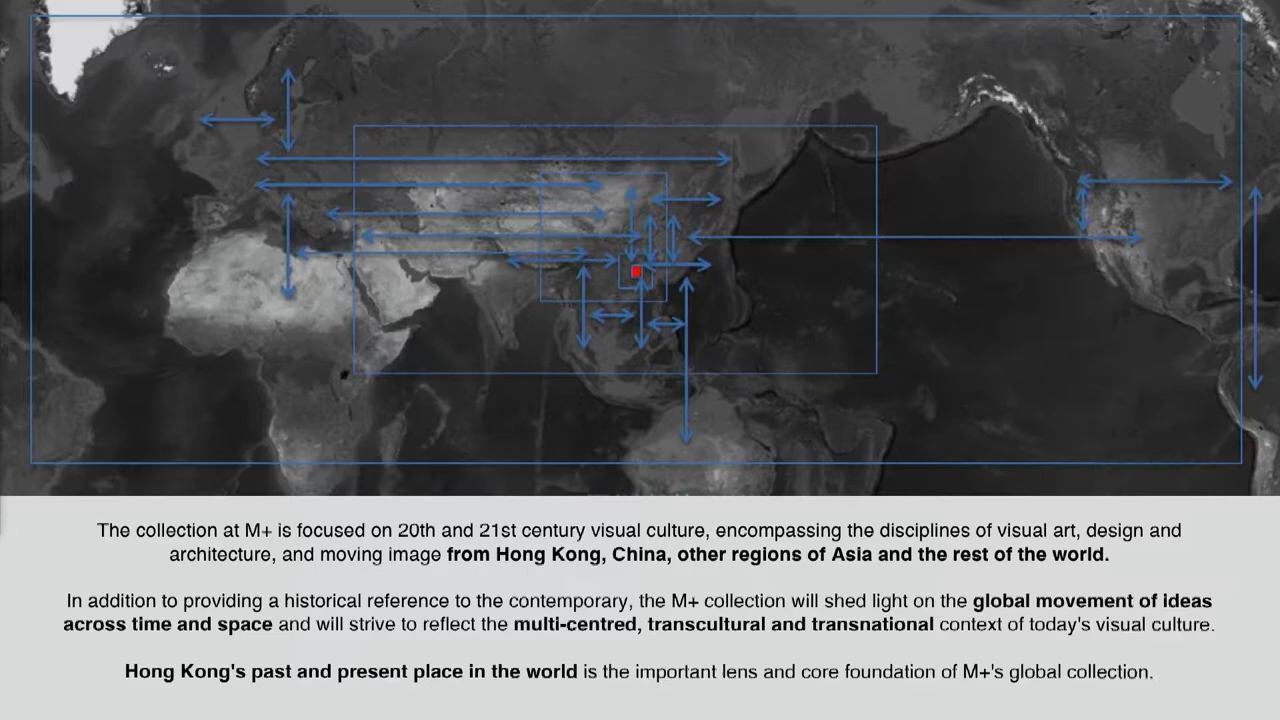 The collection at M+ is focused on 20th and 21st century visual culture, encompassing the disciplines of visual art, design and
architecture, and moving image from Hong Kong, China, other regions of Asia and the rest of the world.
In addition to providing a historical reference to the contemporary, the M+ collection will shed light on the global movement of ideas
across time and space and will strive to reflect the multi-centred, transcultural and transnational context of today's visual culture.
Hong Kong's past and present place in the world is the important lens and core foundation of M+'s global collection.